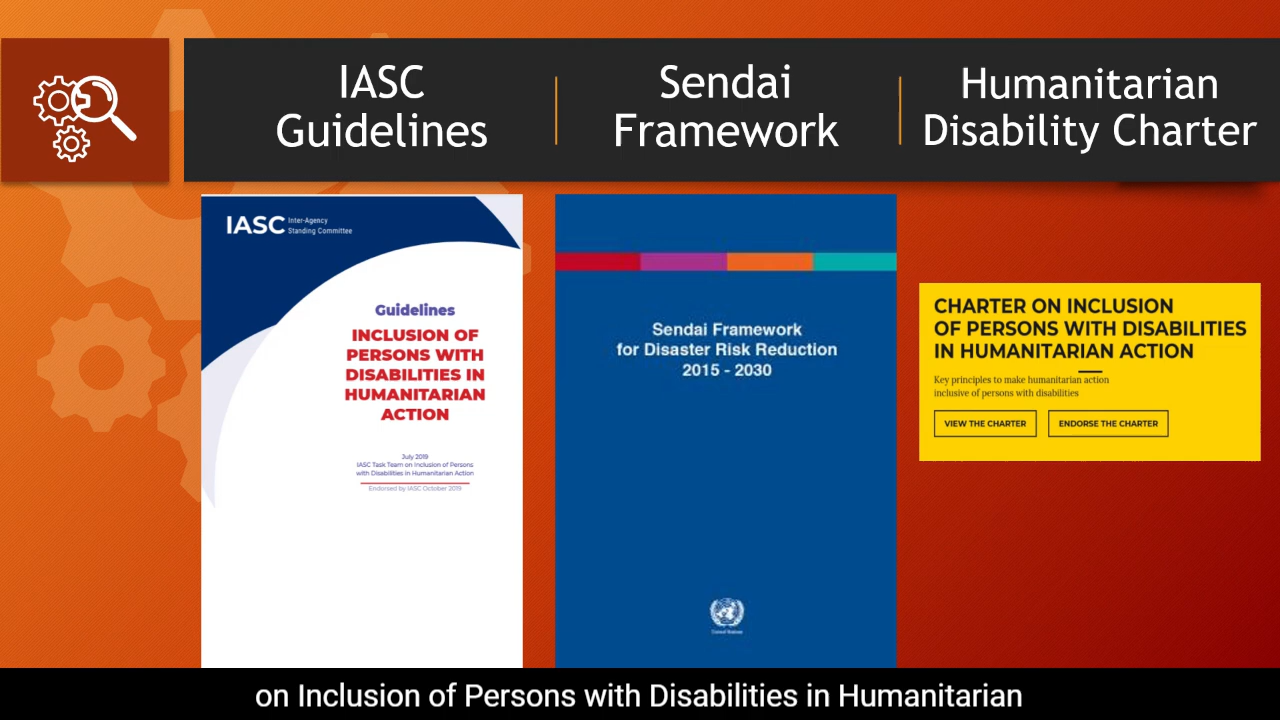 IASC
Guidelines
Sendai
Framework
Humanitarian
Disability Charter
IASC Inter-Agency
Standing Committee
Guidelines
INCLUSION OF
PERSONS WITH
DISABILITIES IN
HUMANITARIAN
ACTION
July 2019
IASC Task Team on Inclusion of Persons
with Disabilities in Humanitarian Action
Endorsed by IASC October 2019
Sendai Framework
for Disaster Risk Reduction
2015 - 2030
United Nations
CHARTER ON INCLUSION
OF PERSONS WITH DISABILITIES
IN HUMANITARIAN ACTION
Key principles to make humanitarian action
inclusive of persons with disabilities
VIEW THE CHARTER
ENDORSE THE CHARTER
on Inclusion of Persons with Disabilities in Humanitarian